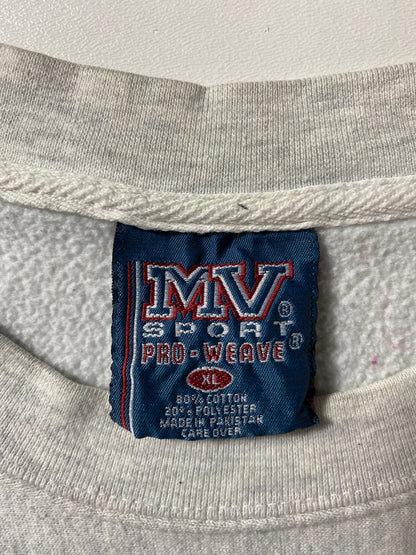 MV®
SPORT
PRO-WEAVE®
XL
80% COTTON
20% POLYESTER
MADE IN PAKISTAN
CARE OVER